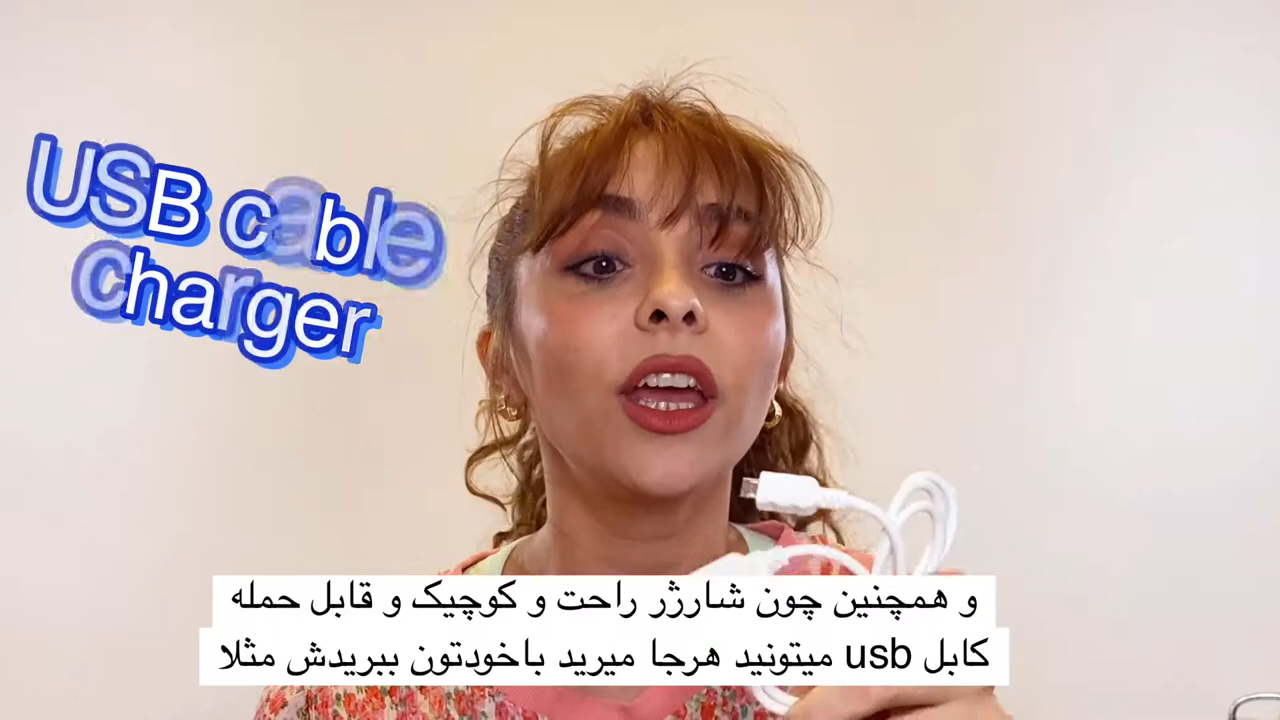 USB cable
charger
و همچنین چون شارژر راحت و کوچیک و قابل حمله
کابل usb میتونید هرجا میرید باخودتون ببریدش مثلا